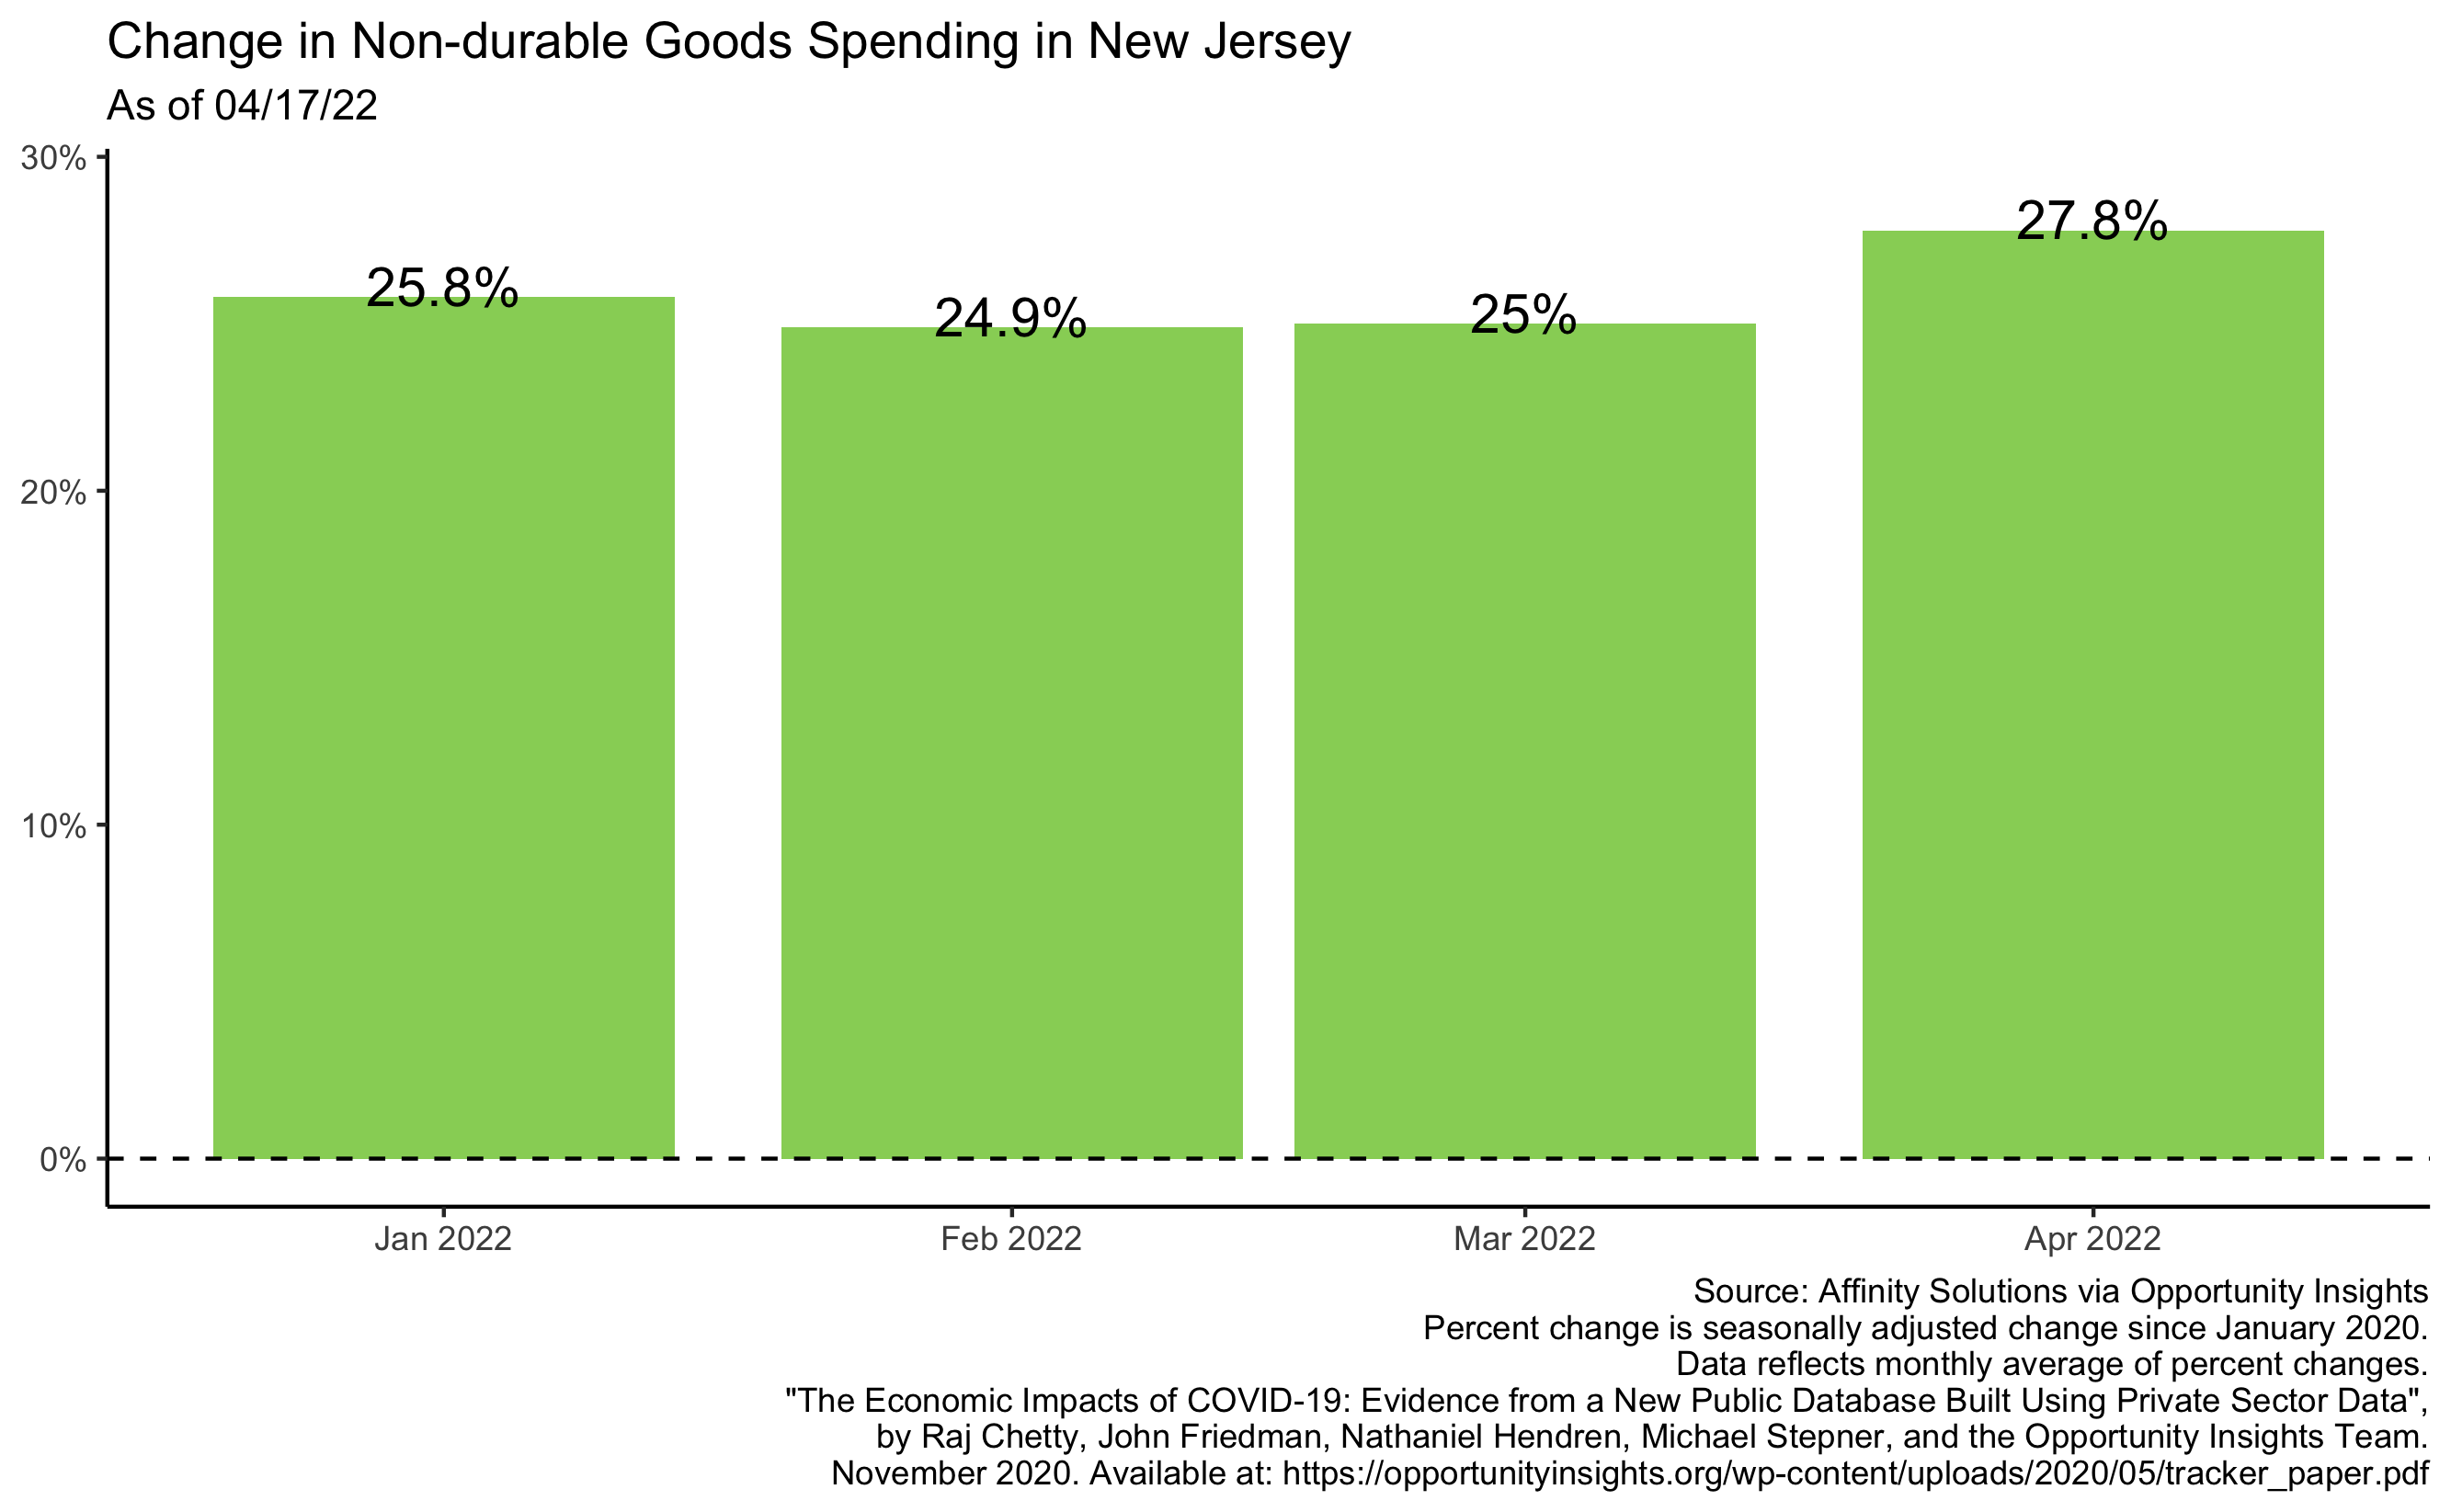 Change in Non-durable Goods Spending in New Jersey
As of 04/17/22
30%
20%
10%
0%
25.8%
24.9%
25%
27.8%
Jan 2022
Feb 2022
Mar 2022
Apr 2022
Source: Affinity Solutions via Opportunity Insights
Percent change is seasonally adjusted change since January 2020.
Data reflects monthly average of percent changes.
"The Economic Impacts of COVID-19: Evidence from a New Public Database Built Using Private Sector Data",
by Raj Chetty, John Friedman, Nathaniel Hendren, Michael Stepner, and the Opportunity Insights Team.
November 2020. Available at: https://opportunityinsights.org/wp-content/uploads/2020/05/tracker_paper.pdf